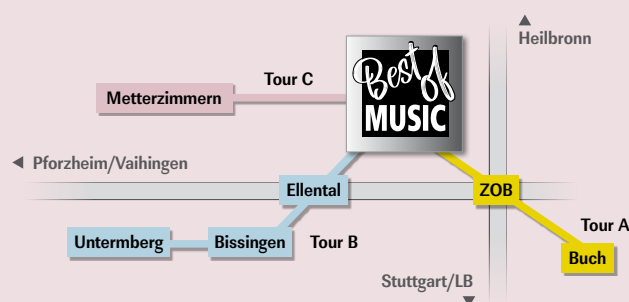 Heilbronn
Best of
MUSIC
Tour C
Metterzimmern
Pforzheim/Vaihingen
Ellental
ZOB
Tour A
Untermberg
Bissingen
Tour B
Buch
Stuttgart/LB